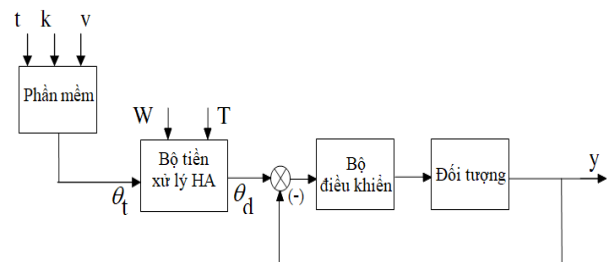 t k v
Phần mềm
W T
Bộ tiền
xử lý HA
θt
θd
(-)
Bộ
điều khiển
Đối tượng
y